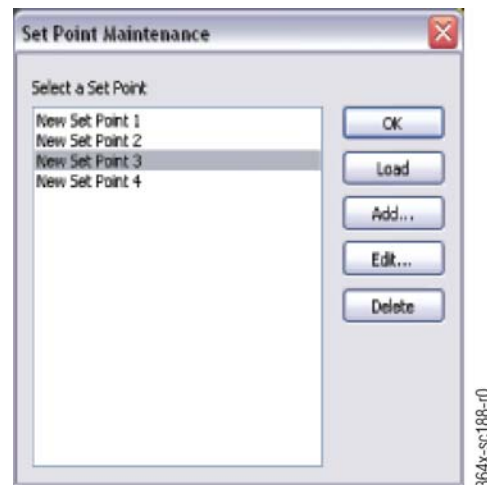 Set Point Maintenance
Select a Set Point
New Set Point 1
New Set Point 2
New Set Point 3
New Set Point 4
OK
Load
Add...
Edit...
Delete
364x-sc188-r0